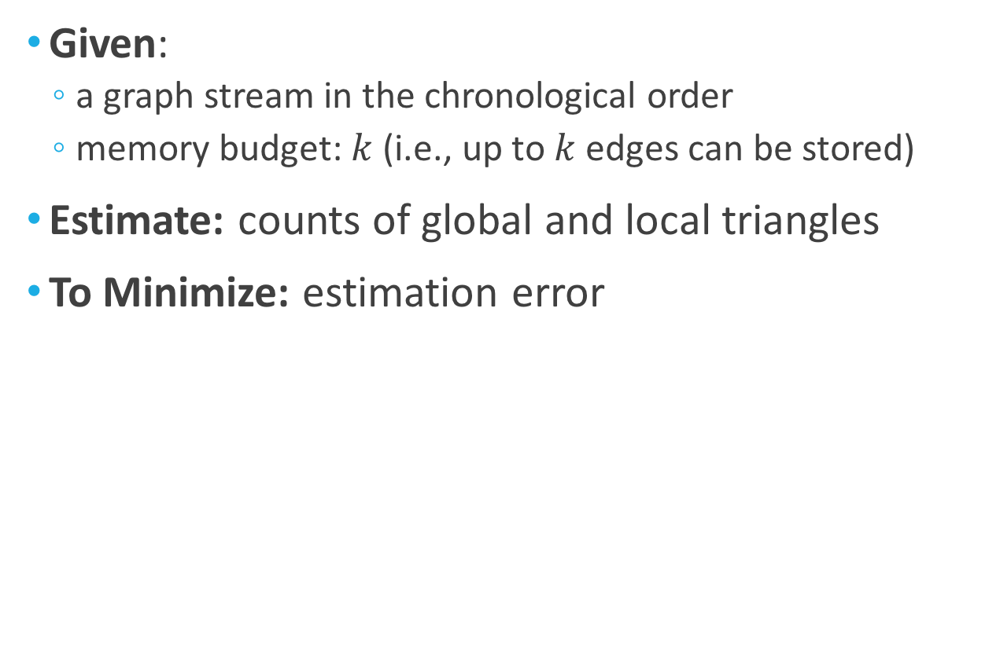 • Given:
◦ a graph stream in the chronological order
◦ memory budget: 𝑘 (i.e., up to 𝑘 edges can be stored)
• Estimate: counts of global and local triangles
• To Minimize: estimation error